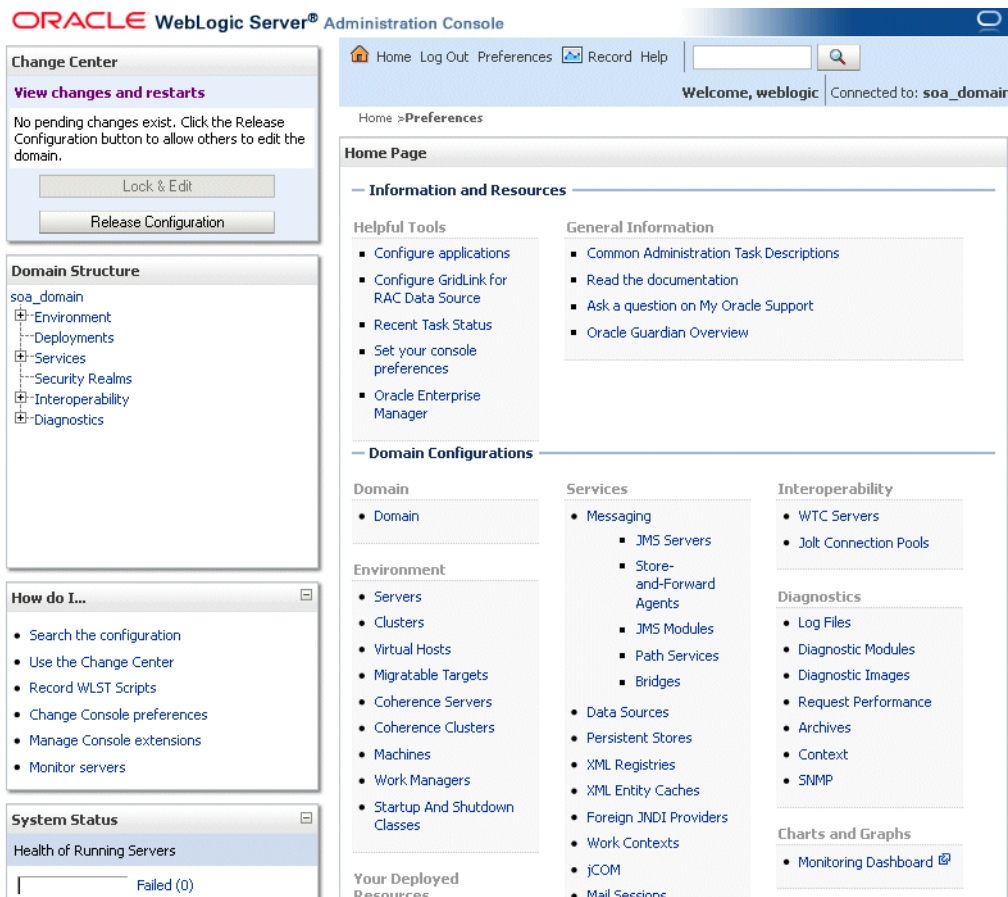 ORACLE WebLogic Server® Administration Console
Change Center
View changes and restarts
No pending changes exist. Click the Release
Configuration button to allow others to edit the
domain.
Lock & Edit
Release Configuration
Domain Structure
soa_domain
Environment
Deployments
Services
Security Realms
Interoperability
Diagnostics
How do I...
Search the configuration
Use the Change Center
Record WLST Scripts
Change Console preferences
Manage Console extensions
Monitor servers
System Status
Health of Running Servers
Failed (0)
Home Log Out Preferences Record Help
Welcome, weblogic Connected to: soa_domain
Home >Preferences
Home Page
Information and Resources
Helpful Tools
Configure applications
Configure GridLink for
RAC Data Source
Recent Task Status
Set your console
preferences
Oracle Enterprise
Manager
General Information
Common Administration Task Descriptions
Read the documentation
Ask a question on My Oracle Support
Oracle Guardian Overview
Domain Configurations
Domain
Domain
Environment
Servers
Clusters
Virtual Hosts
Migratable Targets
Coherence Servers
Coherence Clusters
Machines
Work Managers
Startup And Shutdown
Classes
Your Deployed
Resources
Services
Messaging
JMS Servers
Store-
and-Forward
Agents
JMS Modules
Path Services
Bridges
Data Sources
Persistent Stores
XML Registries
XML Entity Caches
Foreign JNDI Providers
Work Contexts
jCOM
Mail Sessions
Interoperability
WTC Servers
Jolt Connection Pools
Diagnostics
Log Files
Diagnostic Modules
Diagnostic Images
Request Performance
Archives
Context
SNMP
Charts and Graphs
Monitoring Dashboard